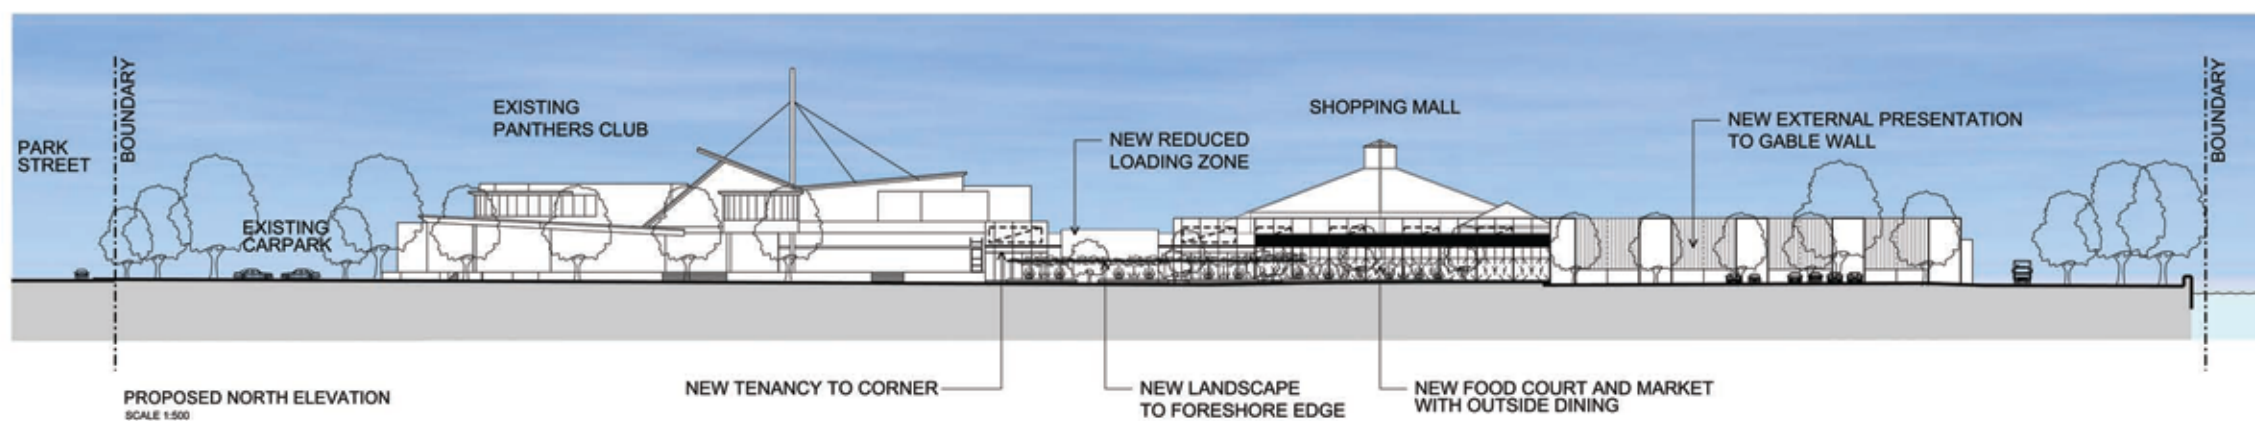 PARK
STREET
BOUNDARY
EXISTING
CARPARK
EXISTING
PANTHERS CLUB
NEW REDUCED
LOADING ZONE
SHOPPING MALL
NEW EXTERNAL PRESENTATION
TO GABLE WALL
BOUNDARY
PROPOSED NORTH ELEVATION
SCALE 1:500
NEW TENANCY TO CORNER
NEW LANDSCAPE
TO FORESHORE EDGE
NEW FOOD COURT AND MARKET
WITH OUTSIDE DINING